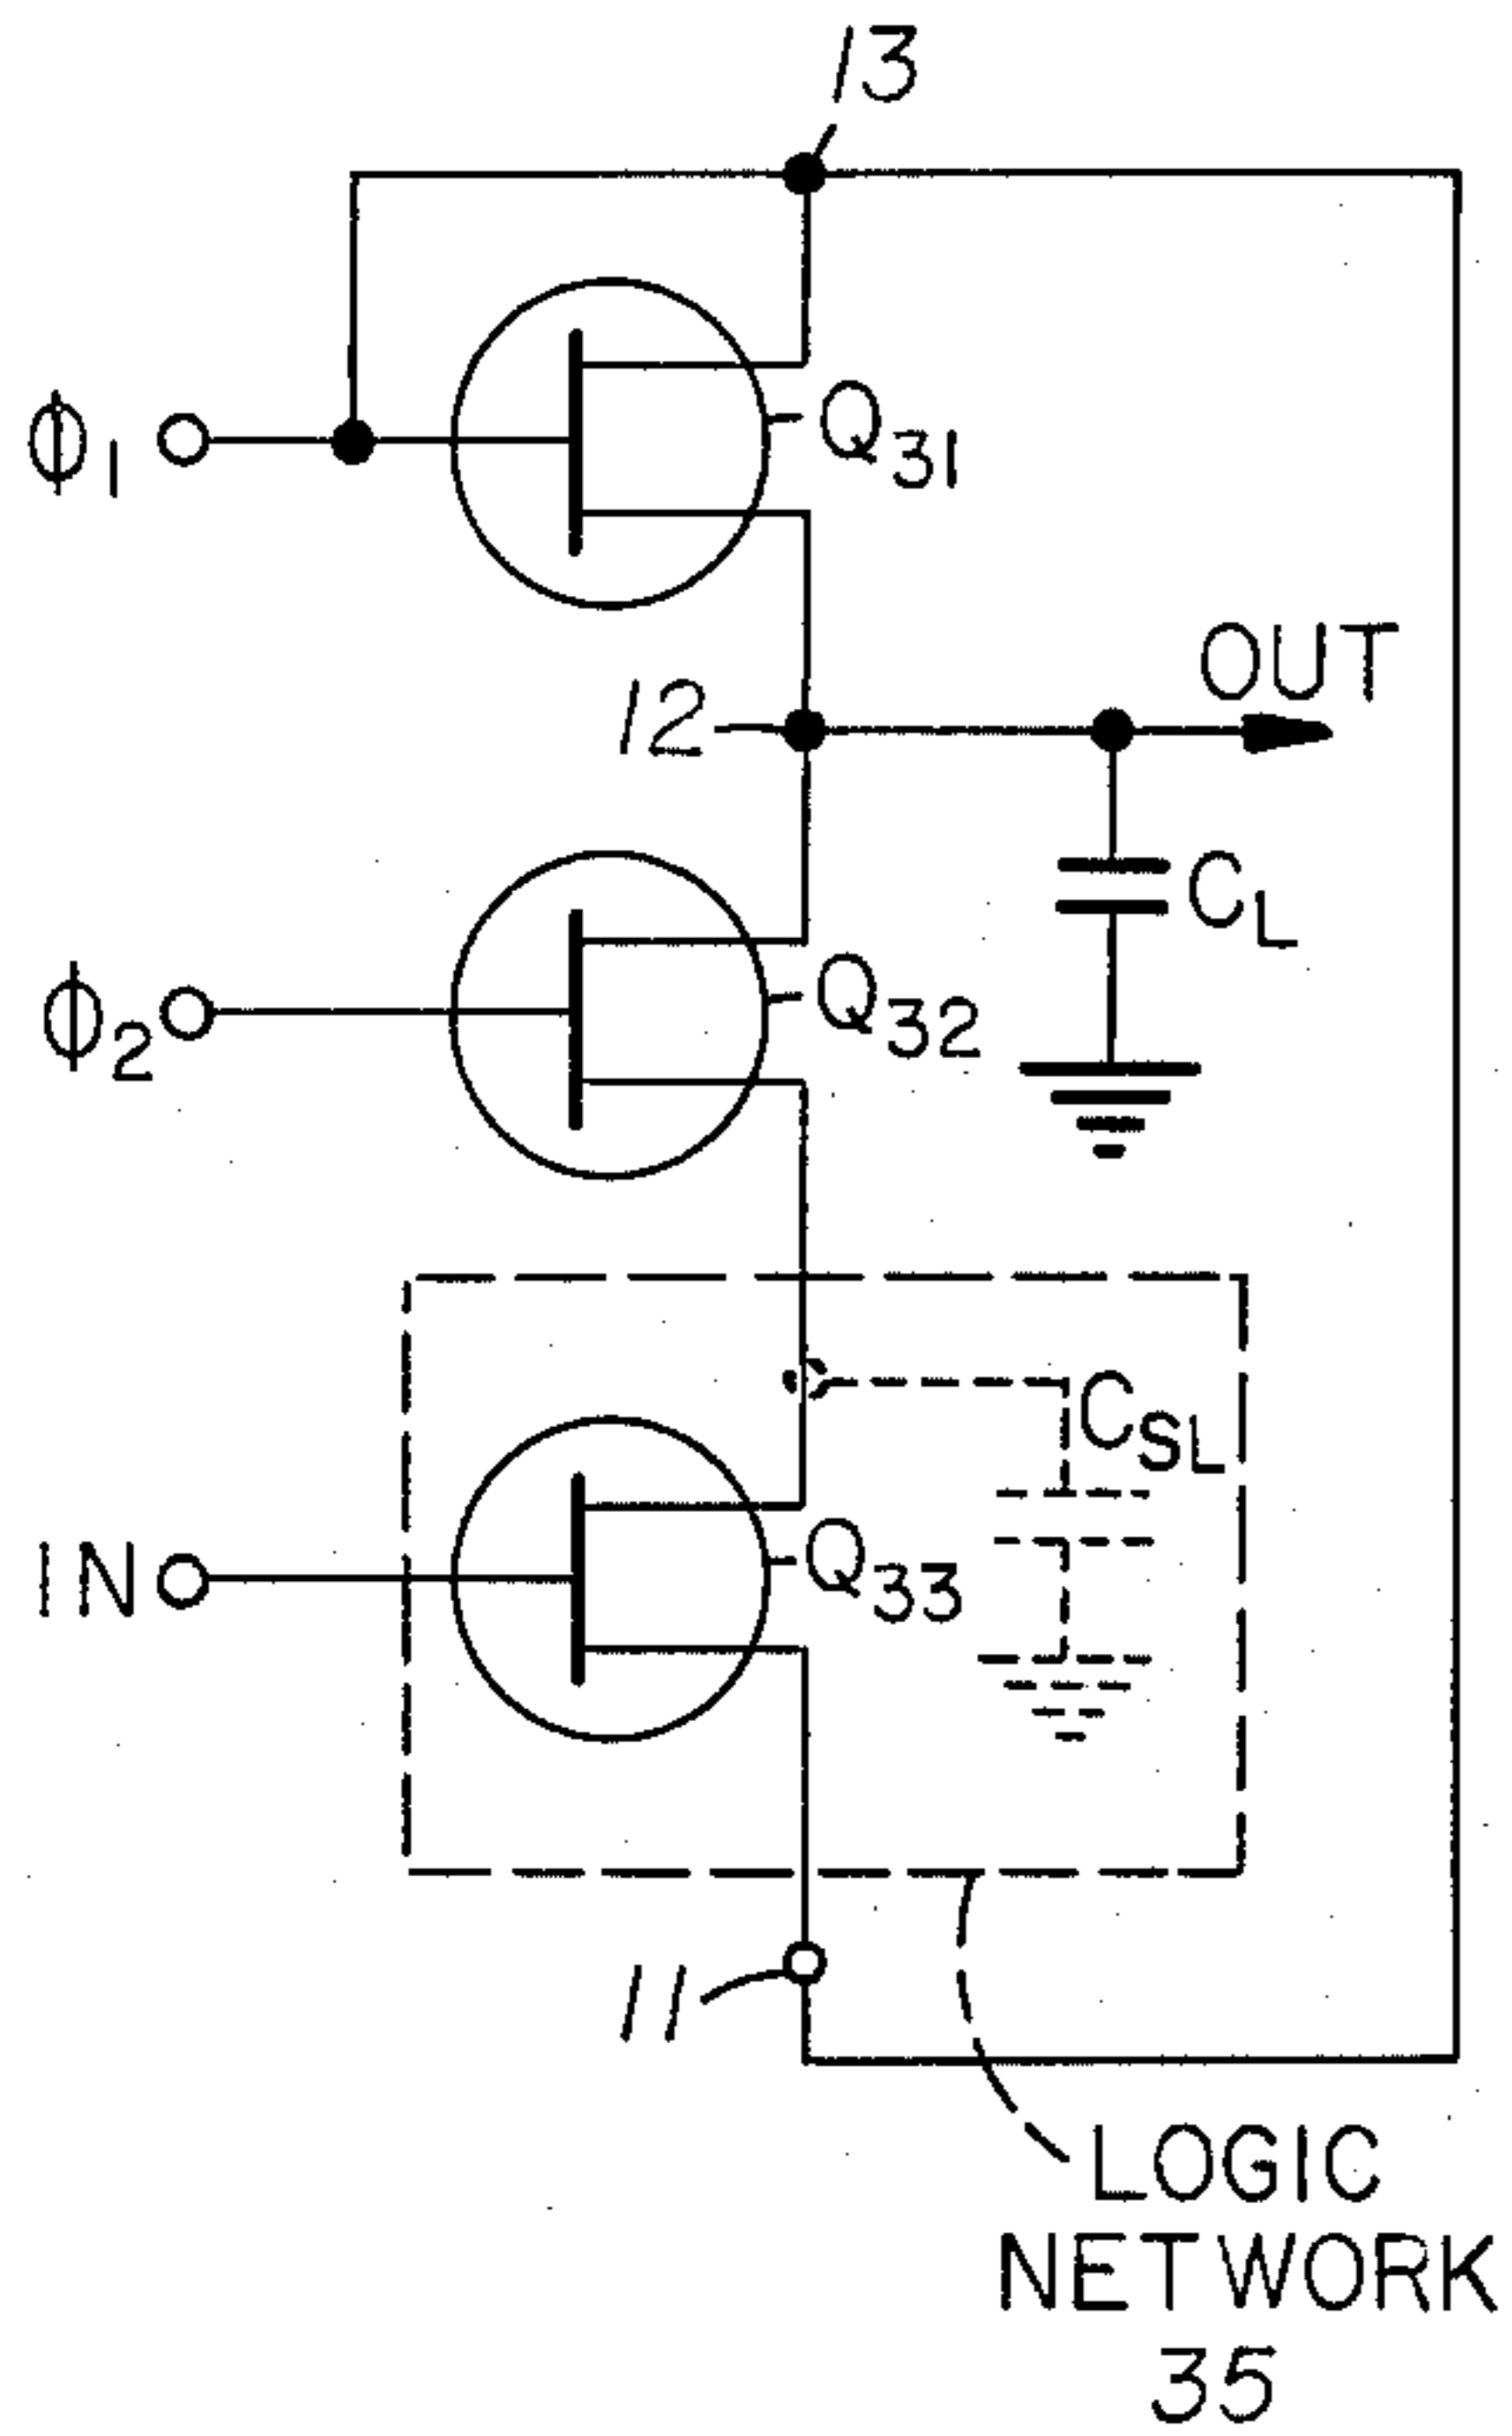 13
ϕ1
Q31
OUT
12
CL
ϕ2
Q32
CSL
IN
Q33
11
LOGIC
NETWORK
35